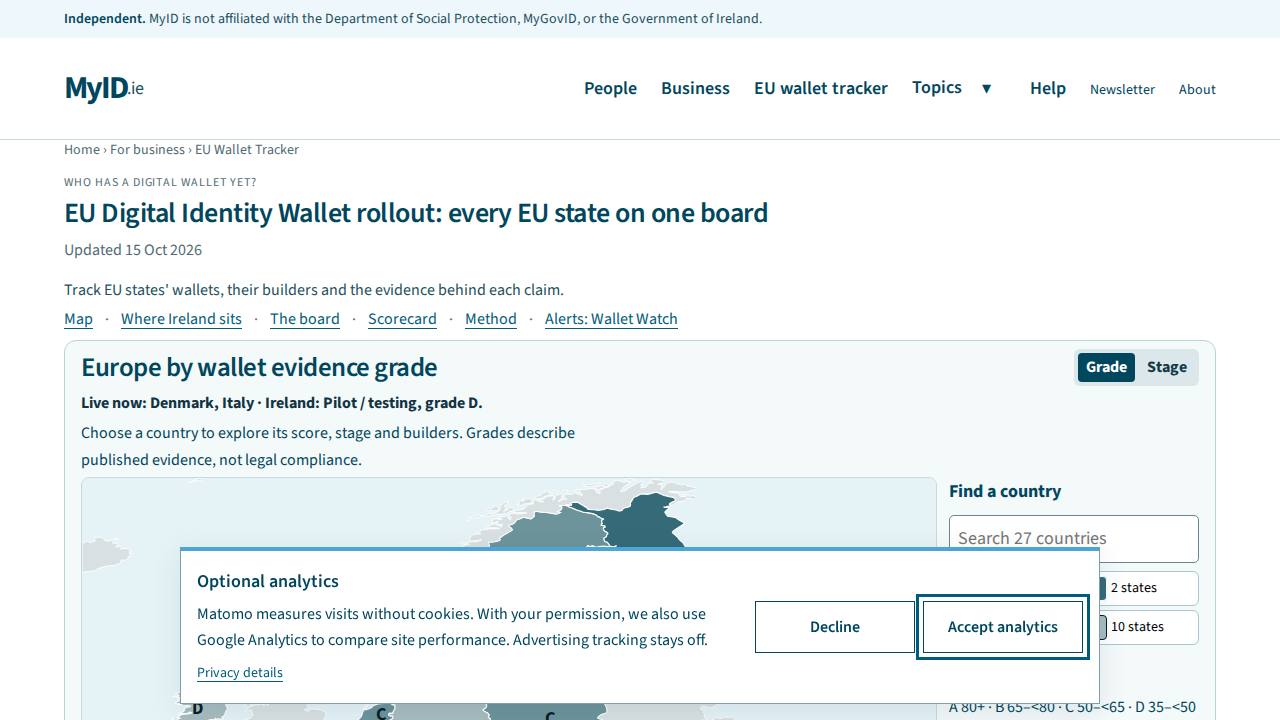 Independent. MyID is not affiliated with the Department of Social Protection, MyGovID, or the Government of Ireland.
MyID.ie
People Business EU wallet tracker Topics ▾ Help Newsletter About
Home › For business › EU Wallet Tracker
WHO HAS A DIGITAL WALLET YET?
EU Digital Identity Wallet rollout: every EU state on one board
Updated 15 Oct 2026
Track EU states' wallets, their builders and the evidence behind each claim.
Map · Where Ireland sits · The board · Scorecard · Method · Alerts: Wallet Watch
Europe by wallet evidence grade
Grade Stage
Live now: Denmark, Italy · Ireland: Pilot / testing, grade D.
Choose a country to explore its score, stage and builders. Grades describe
published evidence, not legal compliance.
Find a country
Search 27 countries
2 states
10 states
Optional analytics
Matomo measures visits without cookies. With your permission, we also use
Google Analytics to compare site performance. Advertising tracking stays off.
Privacy details
Decline
Accept analytics
D
C
C
A 80+ · B 65–<80 · C 50–<65 · D 35–<50